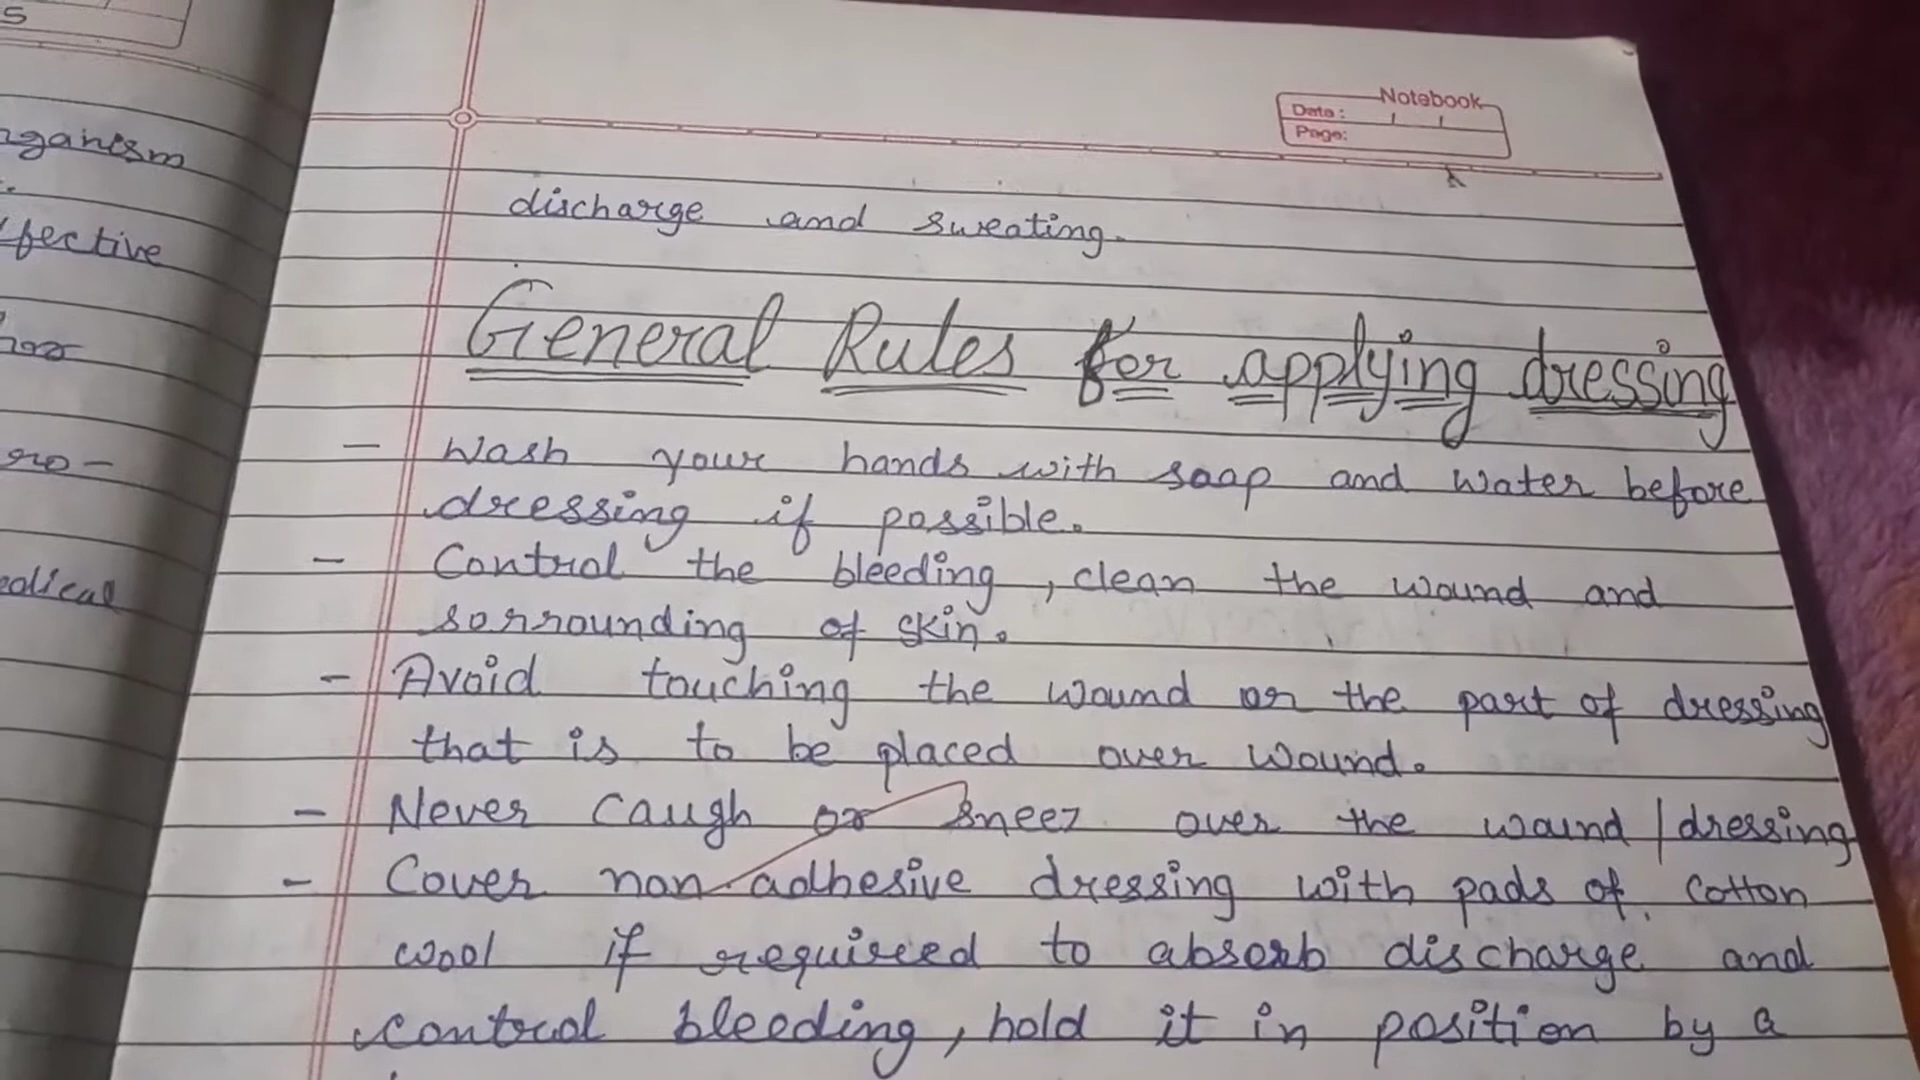 s
fective
edical
Notebook
Date: / /
Page:
discharge and sweating.
General Rules for applying dressing
- Wash your hands with soap and water before
dressing if possible.
- Control the bleeding, clean the wound and
sorrounding of skin.
- Avoid touching the wound or the part of dressing
that is to be placed over wound.
- Never caugh or sneez over the wound/dressing
- Cover non-adhesive dressing with pads of cotton
wool if required to absorb discharge and
control bleeding, hold it in position by a